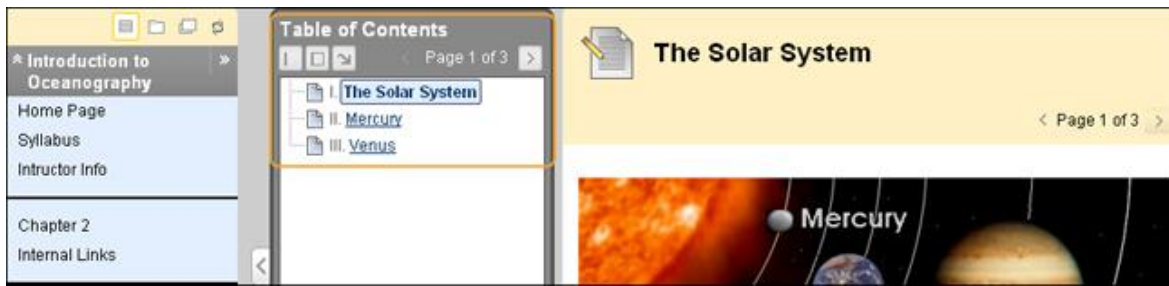 Introduction to
Oceanography
Home Page
Syllabus
Intructor Info
Chapter 2
Internal Links
Table of Contents
Page 1 of 3
I. The Solar System
II. Mercury
III. Venus
The Solar System
< Page 1 of 3 >
Mercury